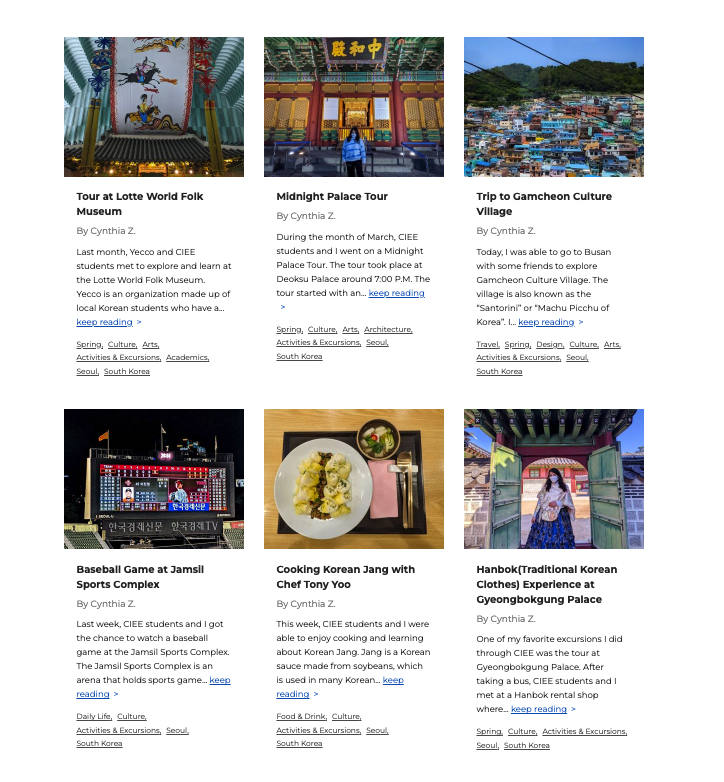 殿和中
Tour at Lotte World Folk
Museum
By Cynthia Z.
Last month, Yecco and CIEE
students met to explore and learn at
the Lotte World Folk Museum.
Yecco is an organization made up of
local Korean students who have a...
keep reading >
Spring, Culture, Arts,
Activities & Excursions, Academics,
Seoul, South Korea
Midnight Palace Tour
By Cynthia Z.
During the month of March, CIEE
students and I went on a Midnight
Palace Tour. The tour took place at
Deoksu Palace around 7:00 P.M. The
tour started with an... keep reading
>
Spring, Culture, Arts, Architecture,
Activities & Excursions, Seoul,
South Korea
Trip to Gamcheon Culture
Village
By Cynthia Z.
Today, I was able to go to Busan
with some friends to explore
Gamcheon Culture Village. The
village is also known as the
“Santorini” or “Machu Picchu of
Korea”. I... keep reading >
Travel, Spring, Design, Culture, Arts,
Activities & Excursions, Seoul,
South Korea
한국경제신문 한국경제TV
Baseball Game at Jamsil
Sports Complex
By Cynthia Z.
Last week, CIEE students and I got
the chance to watch a baseball
game at the Jamsil Sports Complex.
The Jamsil Sports Complex is an
arena that holds sports game... keep
reading >
Daily Life, Culture,
Activities & Excursions, Seoul,
South Korea
Cooking Korean Jang with
Chef Tony Yoo
By Cynthia Z.
This week, CIEE students and I were
able to enjoy cooking and learning
about Korean Jang. Jang is a Korean
sauce made from soybeans, which
is used in many Korean... keep
reading >
Food & Drink, Culture,
Activities & Excursions, Seoul,
South Korea
Hanbok(Traditional Korean
Clothes) Experience at
Gyeongbokgung Palace
By Cynthia Z.
One of my favorite excursions I did
through CIEE was the tour at
Gyeongbokgung Palace. After
taking a bus, CIEE students and I
met at a Hanbok rental shop
where... keep reading >
Spring, Culture, Activities & Excursions,
Seoul, South Korea